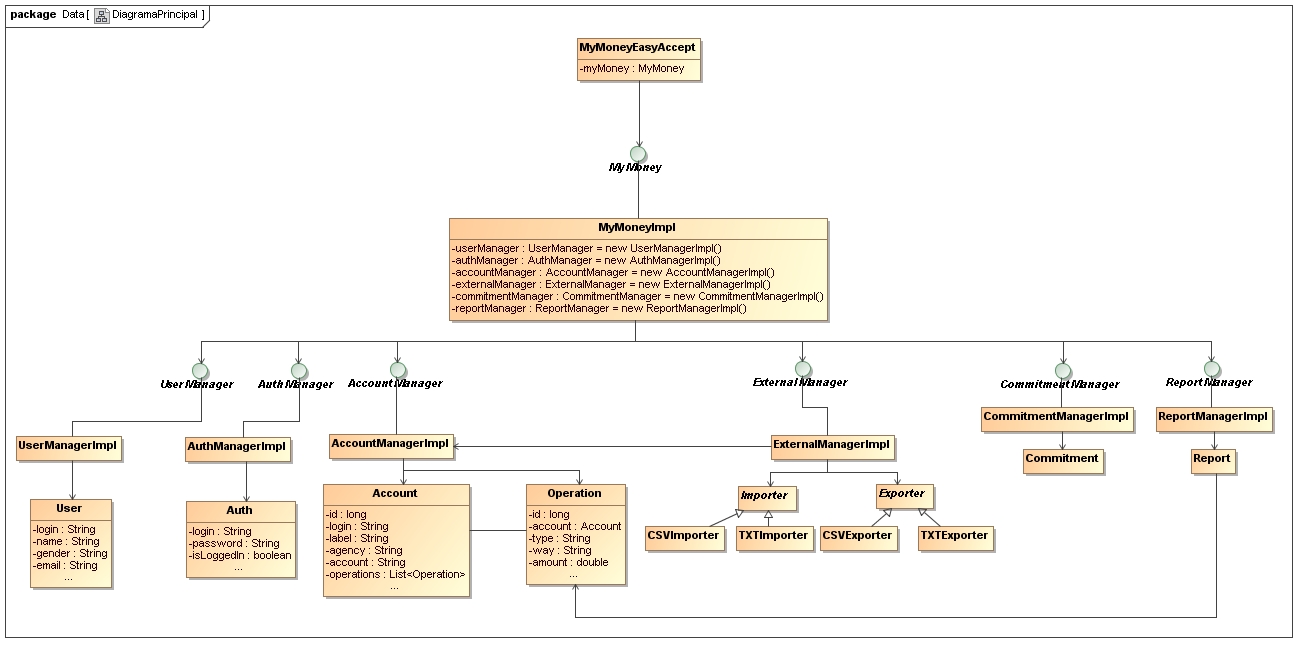 package Data [ DiagramaPrincipal ]
MyMoneyEasyAccept
-myMoney : MyMoney
MyMoney
MyMoneyImpl
-userManager : UserManager = new UserManagerImpl()
-authManager : AuthManager = new AuthManagerImpl()
-accountManager : AccountManager = new AccountManagerImpl()
-externalManager : ExternalManager = new ExternalManagerImpl()
-commitmentManager : CommitmentManager = new CommitmentManagerImpl()
-reportManager : ReportManager = new ReportManagerImpl()
UserManager
AuthManager
AccountManager
ExternalManager
CommitmentManager
ReportManager
UserManagerImpl
AuthManagerImpl
AccountManagerImpl
ExternalManagerImpl
CommitmentManagerImpl
ReportManagerImpl
Commitment
Report
User
-login : String
-name : String
-gender : String
-email : String
...
Auth
-login : String
-password : String
-isLoggedIn : boolean
...
Account
-id : long
-login : String
-label : String
-agency : String
-account : String
-operations : List<Operation>
...
Operation
-id : long
-account : Account
-type : String
-way : String
-amount : double
...
Importer
Exporter
CSVImporter
TXTImporter
CSVExporter
TXTExporter